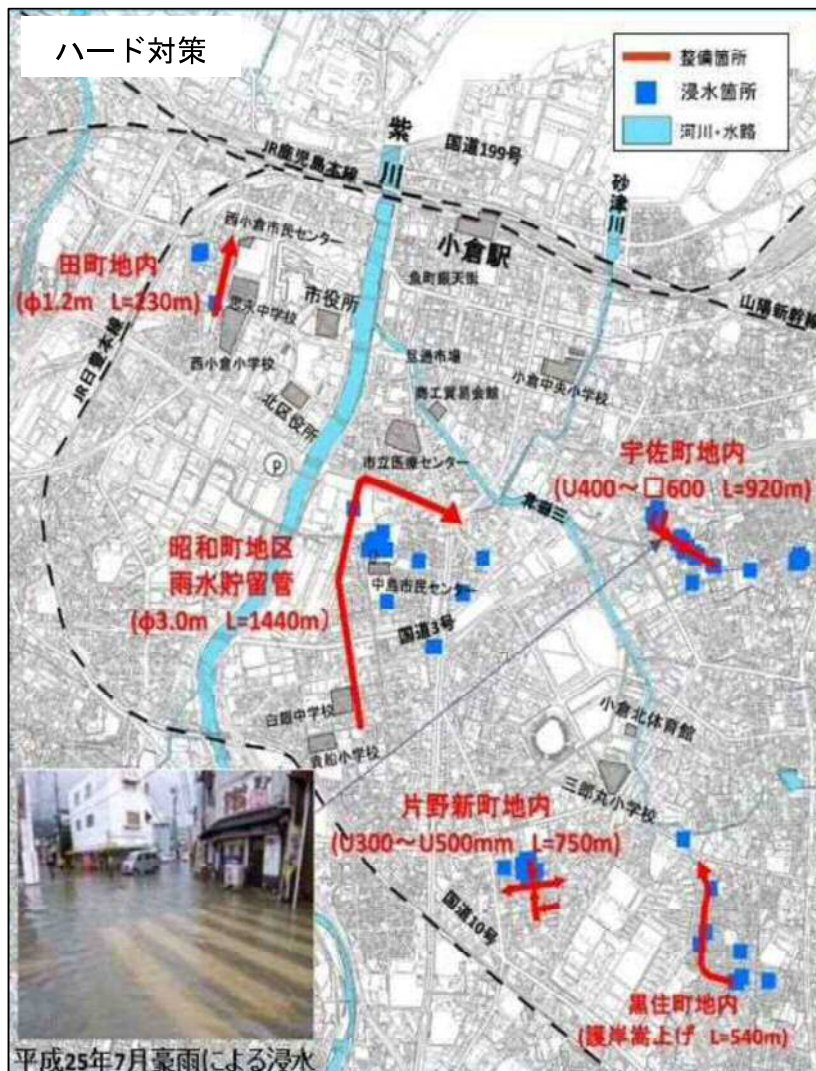 ハード対策
整備箇所
浸水箇所
河川・水路
紫川
国道199号
JR鹿児島本線
砂津川
西小倉市民センター
小倉駅
田町地内
(φ1.2m L=230m)
魚町銀天街
山陽新幹線
市役所
思永中学校
旦過市場
JR日豊本線
西小倉小学校
小倉中央小学校
商工貿易会館
北区役所
市立医療センター
P
宇佐町地内
(U400～□600 L=920m)
昭和町地区
雨水貯留管
(φ3.0m L=1440m)
中島市民センター
国道3号
白銀中学校
小倉北体育館
貴船小学校
三郎丸小学校
片野新町地内
(U300～U500mm L=750m)
国道10号
黒住町地内
(護岸嵩上げ L=540m)
平成25年7月豪雨による浸水